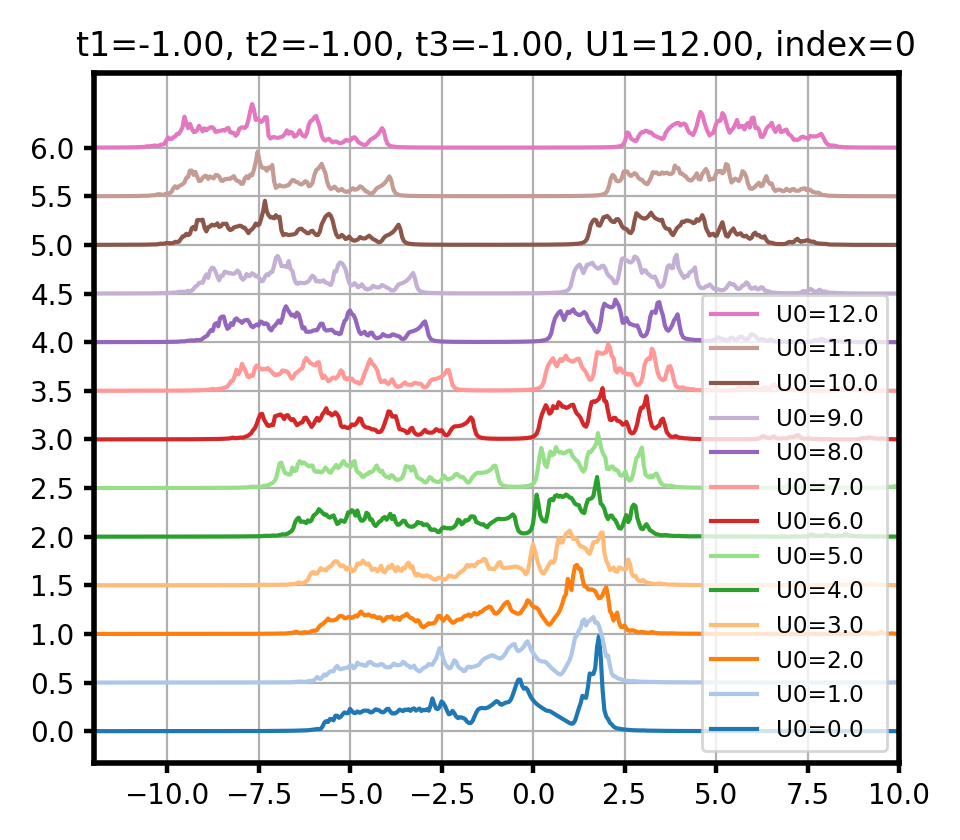 t1=-1.00, t2=-1.00, t3=-1.00, U1=12.00, index=0
6.0
5.5
5.0
4.5
4.0
3.5
3.0
2.5
2.0
1.5
1.0
0.5
0.0
U0=12.0
U0=11.0
U0=10.0
U0=9.0
U0=8.0
U0=7.0
U0=6.0
U0=5.0
U0=4.0
U0=3.0
U0=2.0
U0=1.0
U0=0.0
−10.0 −7.5 −5.0 −2.5 0.0 2.5 5.0 7.5 10.0